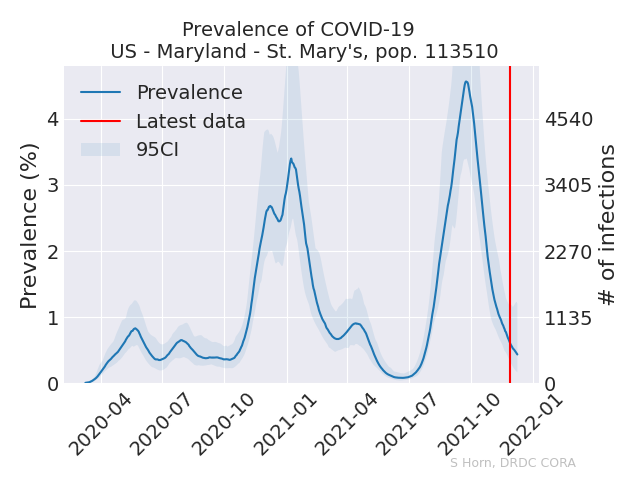 Prevalence of COVID-19
US - Maryland - St. Mary's, pop. 113510
Prevalence
Latest data
95CI
Prevalence (%)
4
3
2
1
0
4540
3405
2270
1135
0
# of infections
2020-04
2020-07
2020-10
2021-01
2021-04
2021-07
2021-10
2022-01
S Horn, DRDC CORA